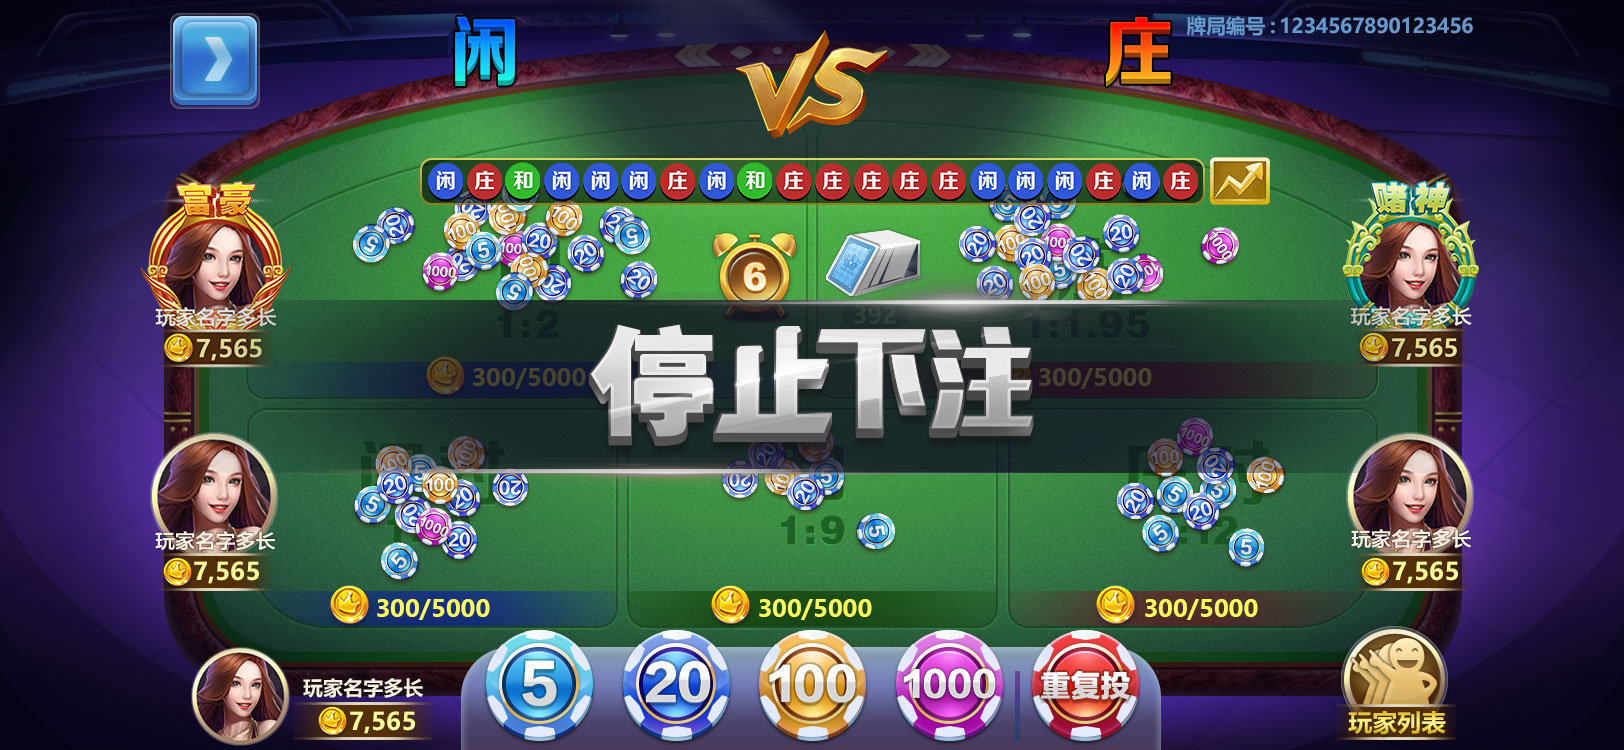 闲
VS
庄
牌局编号:1234567890123456
闲 庄 和 闲 闲 闲 庄 闲 和 庄 庄 庄 庄 庄 闲 闲 闲 庄 闲 庄
富豪
赌神
6
392
1:2
1:1.95
停止下注
玩家名字多长
7,565
玩家名字多长
7,565
300/5000
300/5000
1:9
玩家名字多长
7,565
玩家名字多长
7,565
300/5000
300/5000
300/5000
玩家名字多长
7,565
5
20
100
1000
重复投
玩家列表